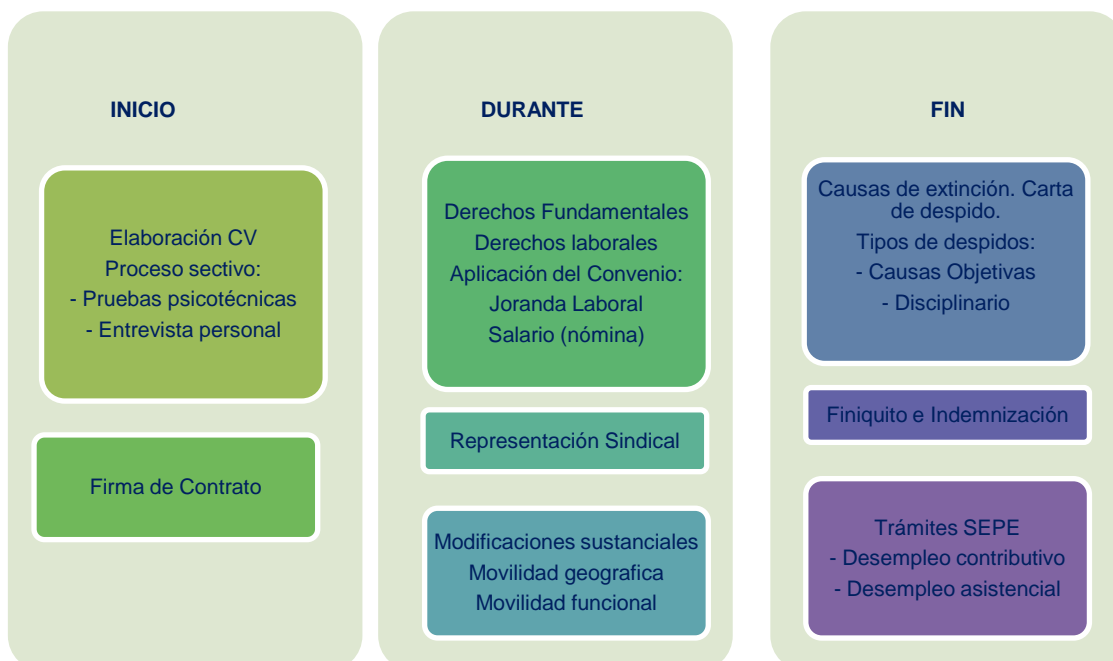 INICIO
Elaboración CV
Proceso sectivo:
- Pruebas psicotécnicas
- Entrevista personal
Firma de Contrato
DURANTE
Derechos Fundamentales
Derechos laborales
Aplicación del Convenio:
Joranda Laboral
Salario (nómina)
Representación Sindical
Modificaciones sustanciales
Movilidad geografica
Movilidad funcional
FIN
Causas de extinción. Carta
de despido.
Tipos de despidos:
- Causas Objetivas
- Disciplinario
Finiquito e Indemnización
Trámites SEPE
- Desempleo contributivo
- Desempleo asistencial